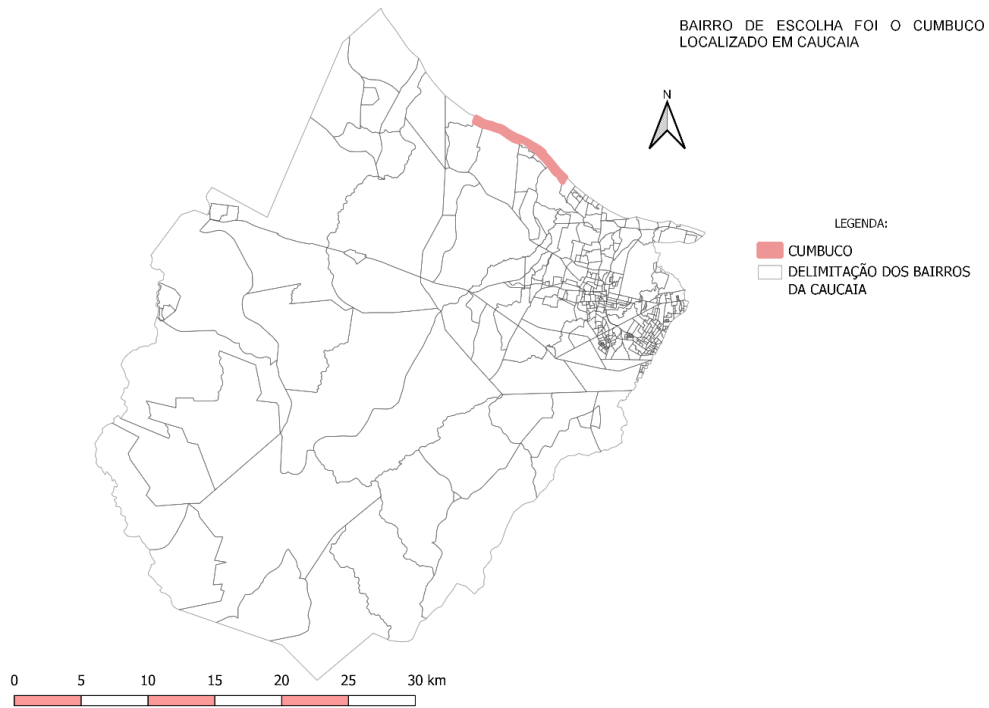 BAIRRO DE ESCOLHA FOI O CUMBUCO
LOCALIZADO EM CAUCAIA
N
LEGENDA:
CUMBUCO
DELIMITAÇÃO DOS BAIRROS
DA CAUCAIA
0 5 10 15 20 25 30 km